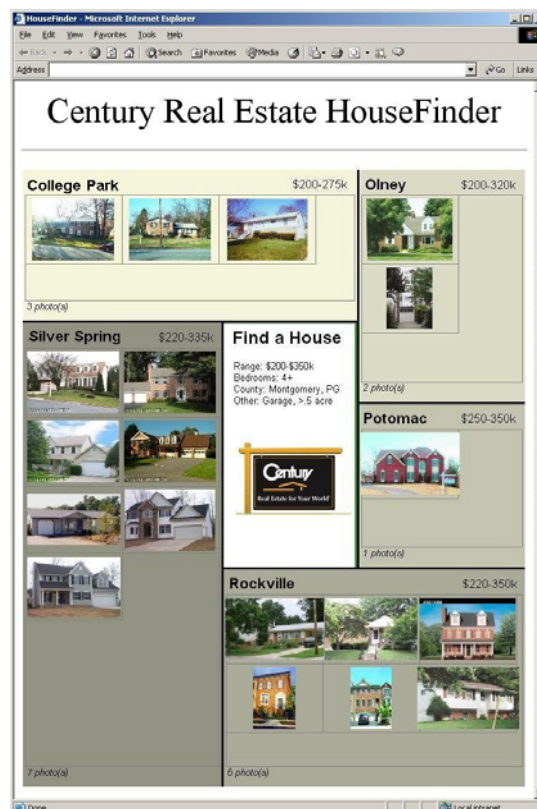 HouseFinder - Microsoft Internet Explorer
File Edit View Favorites Tools Help
Back Search Favorites Media
Address Go Links
Century Real Estate HouseFinder
College Park $200-275k
3 photo(s)
Olney $200-320k
2 photo(s)
Silver Spring $220-335k
7 photo(s)
Find a House
Range: $200-$350k
Bedrooms: 4+
County: Montgomery, PG
Other: Garage, >.5 acre
Century
Real Estate for Your World
Potomac $250-350k
1 photo(s)
Rockville $220-350k
6 photo(s)
Done Local intranet